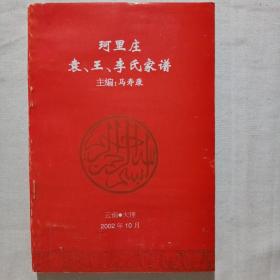 珂里庄
袁、王、李氏家谱
主编：马寿康
云南●大理
2002年10月